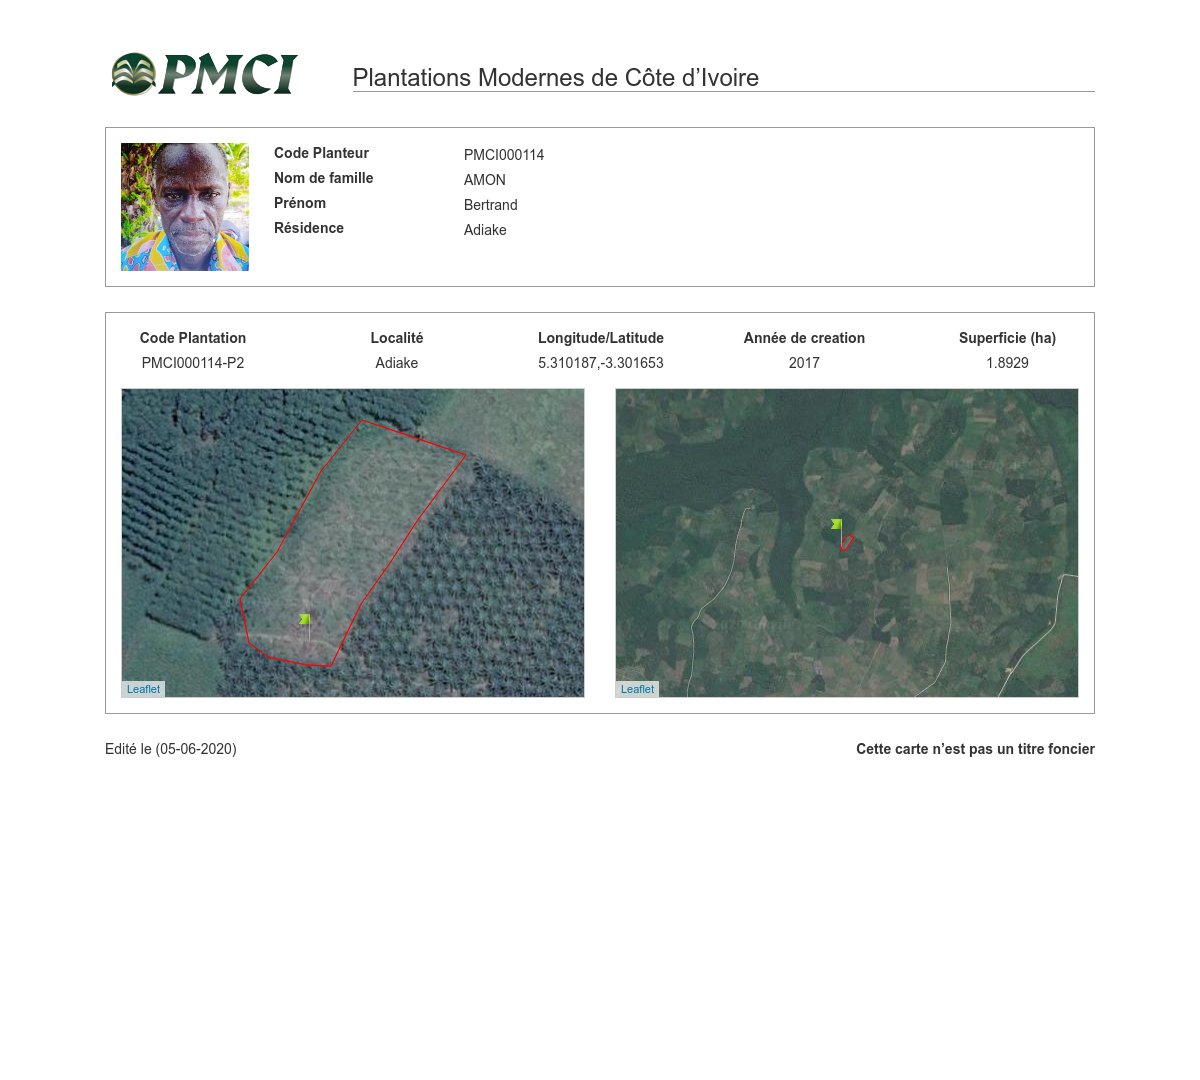 PMCI
Plantations Modernes de Côte d’Ivoire
Code Planteur PMCI000114
Nom de famille AMON
Prénom Bertrand
Résidence Adiake
Code Plantation Localité Longitude/Latitude Année de creation Superficie (ha)
PMCI000114-P2 Adiake 5.310187,-3.301653 2017 1.8929
Leaflet Leaflet
Edité le (05-06-2020) Cette carte n’est pas un titre foncier